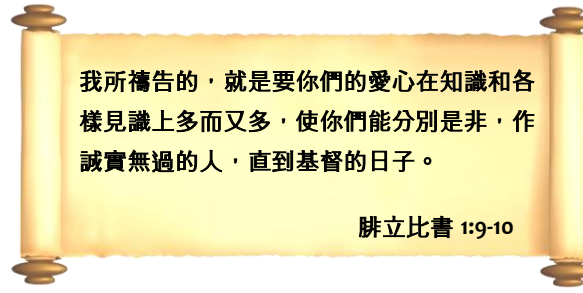 我所禱告的，就是要你們的愛心在知識和各
樣見識上多而又多，使你們能分別是非，作
誠實無過的人，直到基督的日子。
腓立比書 1:9-10